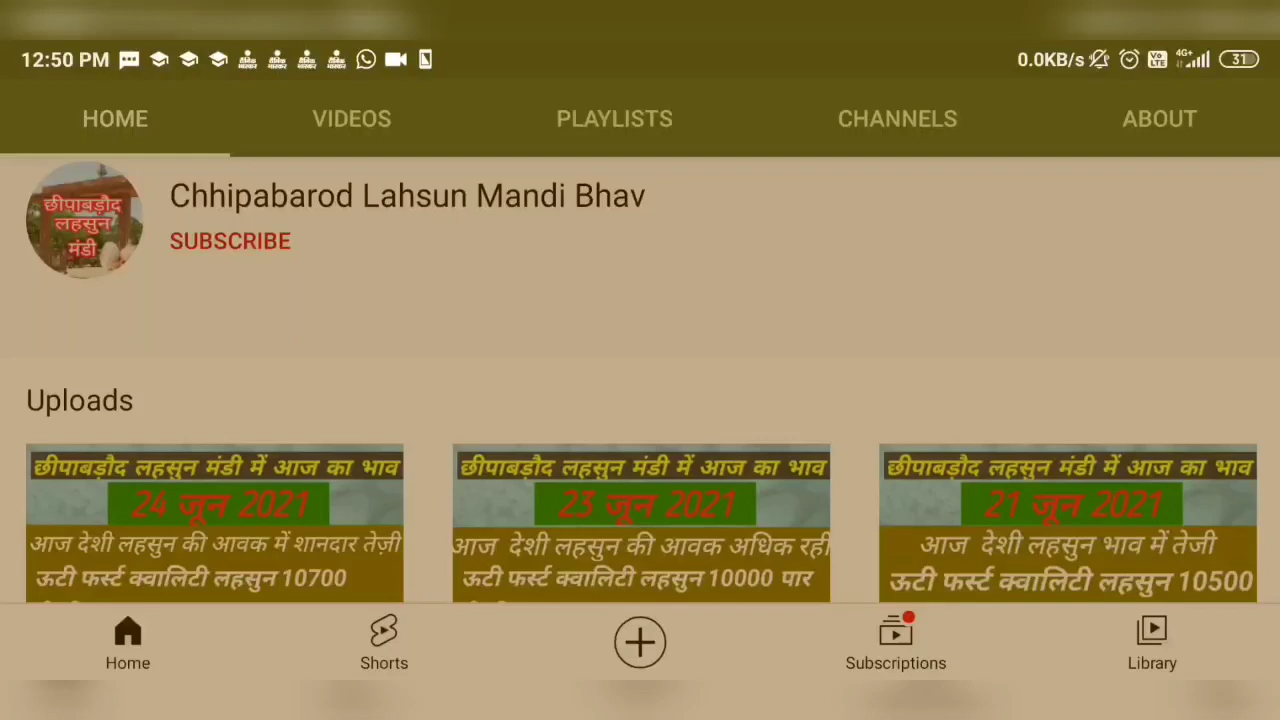 12:50 PM
0.0KB/s
Vo LTE
4G+
31
HOME
VIDEOS
PLAYLISTS
CHANNELS
ABOUT
छीपाबड़ौद
लहसुन
मंडी
Chhipabarod Lahsun Mandi Bhav
SUBSCRIBE
Uploads
छीपाबड़ौद लहसुन मंडी में आज का भाव
24 जून 2021
आज देशी लहसुन की आवक में शानदार तेज़ी
ऊटी फर्स्ट क्वालिटी लहसुन 10700
छीपाबड़ौद लहसुन मंडी में आज का भाव
23 जून 2021
आज देशी लहसुन की आवक अधिक रही
ऊटी फर्स्ट क्वालिटी लहसुन 10000 पार
छीपाबड़ौद लहसुन मंडी में आज का भाव
21 जून 2021
आज देशी लहसुन भाव में तेजी
ऊटी फर्स्ट क्वालिटी लहसुन 10500
Home
Shorts
Subscriptions
Library